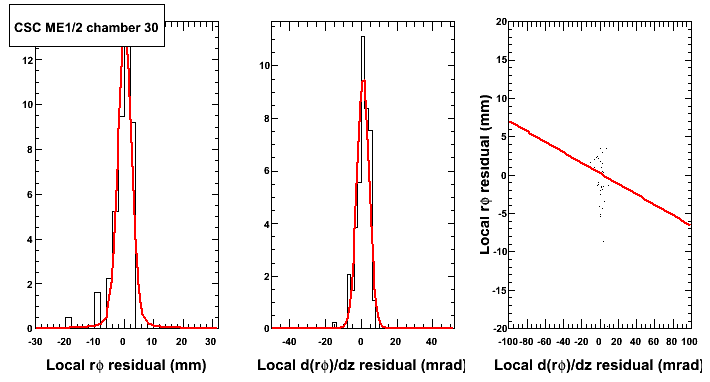 CSC ME1/2 chamber 30
12
10
8
6
4
2
0
-30 -20 -10 0 10 20 30
Local rϕ residual (mm)
10
8
6
4
2
0
-40 -20 0 20 40
Local d(rϕ)/dz residual (mrad)
20
15
10
5
0
-5
-10
-15
-20
-100 -80 -60 -40 -20 0 20 40 60 80 100
Local rϕ residual (mm)
Local d(rϕ)/dz residual (mrad)